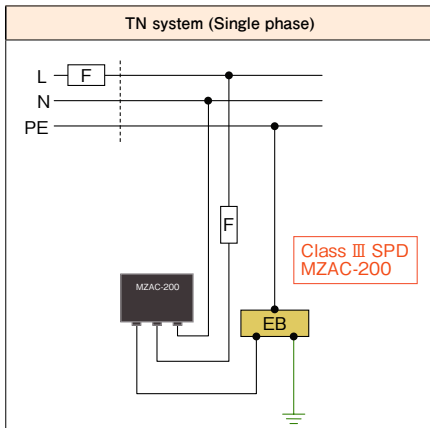 TN system (Single phase)
L
F
N
PE
F
Class Ⅲ SPD
MZAC-200
MZAC-200
EB